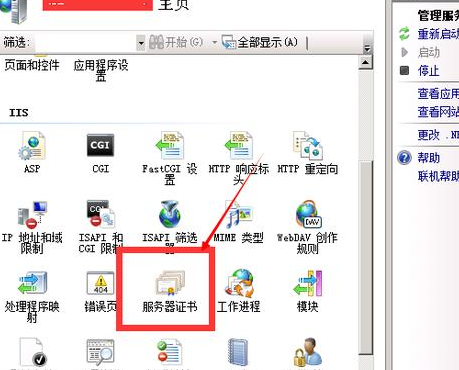 主页
管理服务
筛选:
开始(G)
全部显示(A)
重新启动
启动
停止
页面和控件
应用程序设
置
查看应用
查看网站
IIS
更改 .NE
帮助
联机帮助
ASP
CGI
FastCGI 设
置
HTTP 响应标
头
HTTP 重定向
IP 地址和域
限制
ISAPI 和
CGI 限制
ISAPI 筛选
MIME 类型
WebDAV 创作
规则
处理程序映
射
错误页
服务器证书
工作进程
模块
CGI
CGI
DAV
404